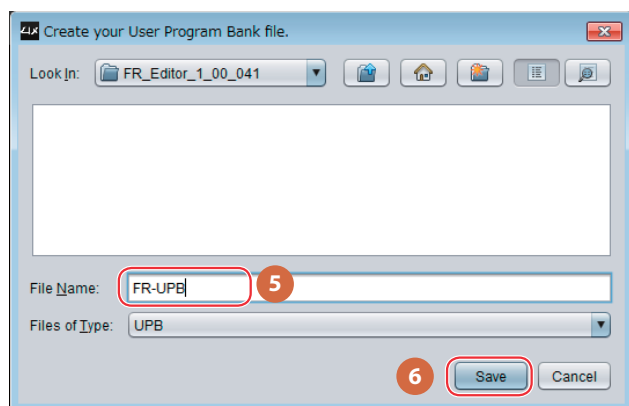 4X Create your User Program Bank file.
Look In: FR_Editor_1_00_041
File Name: FR-UPB 5
Files of Type: UPB
6 Save Cancel